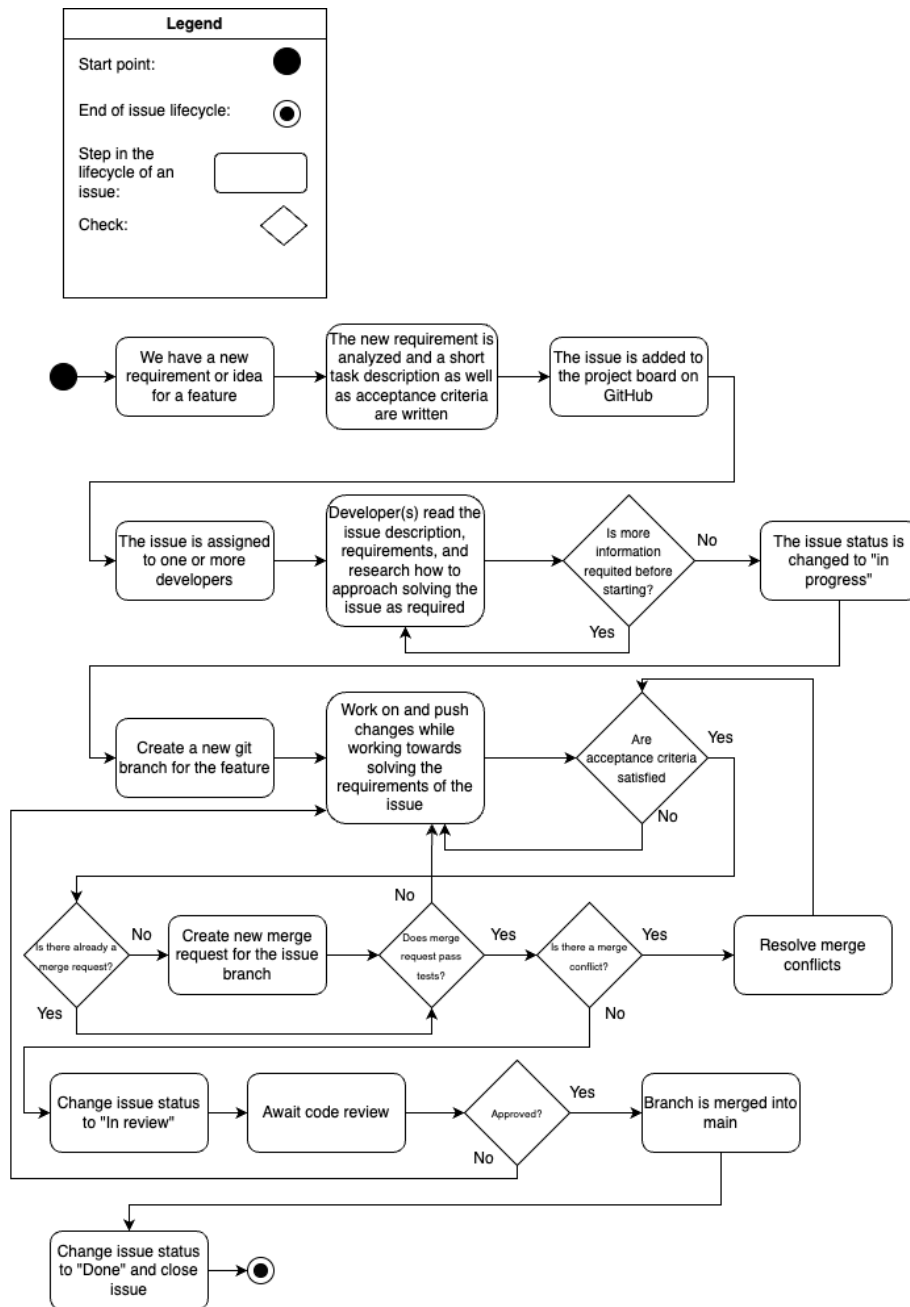 Legend
Start point:
End of issue lifecycle:
Step in the
lifecycle of an
issue:
Check:
We have a new
requirement or idea
for a feature
The new requirement is
analyzed and a short
task description as well
as acceptance criteria
are written
The issue is added to
the project board on
GitHub
The issue is assigned
to one or more
developers
Developer(s) read the
issue description,
requirements, and
research how to
approach solving the
issue as required
Is more
information
requited before
starting?
No
Yes
The issue status is
changed to "in
progress"
Create a new git
branch for the feature
Work on and push
changes while
working towards
solving the
requirements of the
issue
Are
acceptance criteria
satisfied
Yes
No
Is there already a
merge request?
No
Yes
Create new merge
request for the issue
branch
Does merge
request pass
tests?
No
Yes
Is there a merge
conflict?
Yes
No
Resolve merge
conflicts
Change issue status
to "In review"
Await code review
Approved?
Yes
No
Branch is merged into
main
Change issue status
to "Done" and close
issue